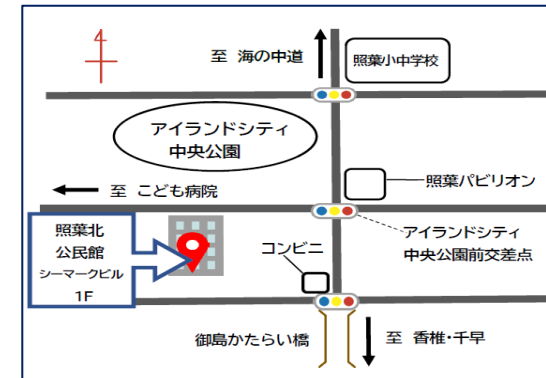 至 海の中道
照葉小中学校
アイランドシティ
中央公園
照葉パビリオン
至 こども病院
照葉北
公民館
シーマークビル
1F
アイランドシティ
中央公園前交差点
コンビニ
御島かたらい橋
至 香椎・千早